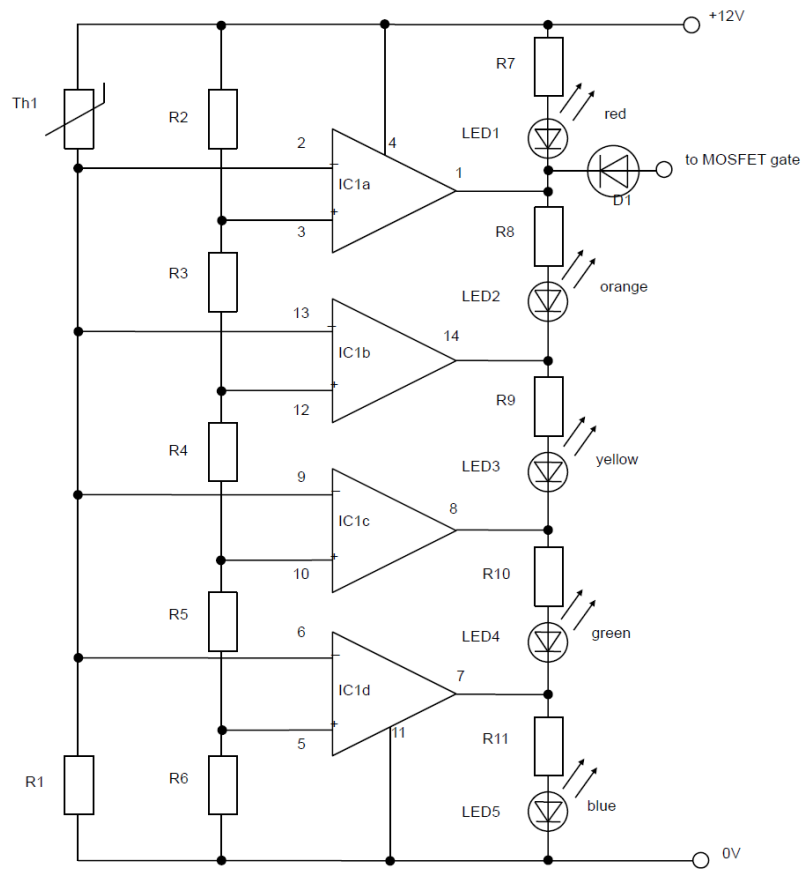 +12V
R7
Th1
R2
red
LED1
2
4
−
to MOSFET gate
IC1a
1
+
D1
3
R8
R3
LED2
orange
13
−
14
IC1b
+
12
R9
R4
LED3
yellow
9
−
8
IC1c
+
10
R10
R5
LED4
green
6
−
7
IC1d
+
5
11
R11
R1
R6
LED5
blue
0V